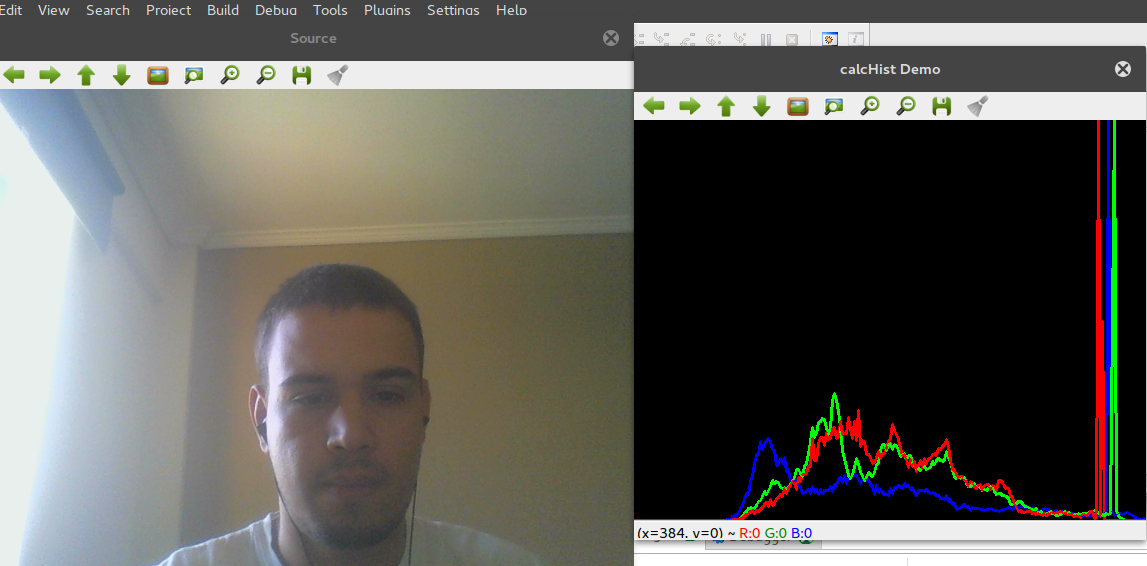 Edit View Search Project Build Debug Tools Plugins Settings Help
Source
calcHist Demo
(x=384, y=0) ~ R:0 G:0 B:0